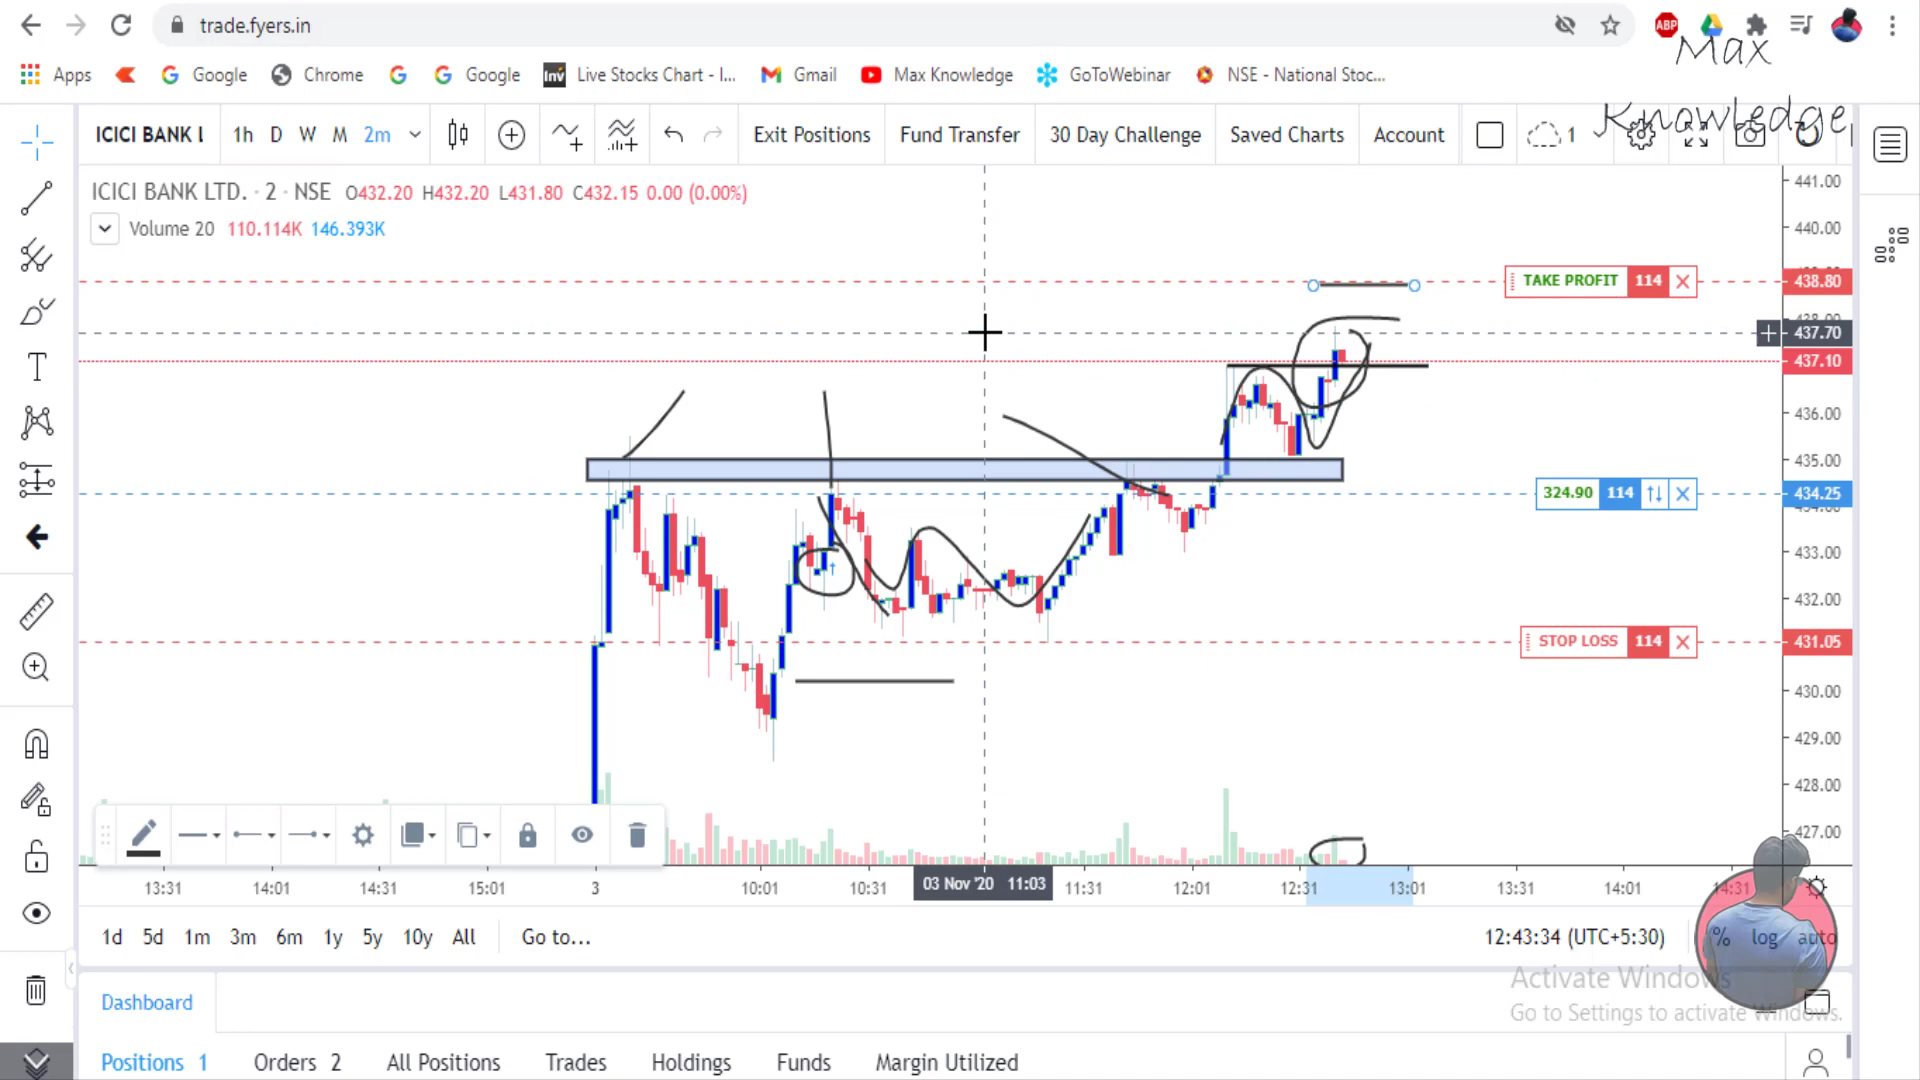 trade.fyers.in
ABP
Max
Knowledge
Apps Google Chrome Google Inv Live Stocks Chart - I... Gmail Max Knowledge GoToWebinar NSE - National Stoc...
ICICI BANK L 1h D W M 2m Exit Positions Fund Transfer 30 Day Challenge Saved Charts Account 1
ICICI BANK LTD. · 2 · NSE O432.20 H432.20 L431.80 C432.15 0.00 (0.00%)
Volume 20 110.114K 146.393K
441.00
440.00
TAKE PROFIT 114 438.80
437.70
437.10
436.00
435.00
324.90 114 434.25
433.00
432.00
STOP LOSS 114 431.05
430.00
429.00
428.00
427.00
13:31 14:01 14:31 15:01 3 10:01 10:31 03 Nov '20 11:03 11:31 12:01 12:31 13:01 13:31 14:01 14:31
1d 5d 1m 3m 6m 1y 5y 10y All Go to... 12:43:34 (UTC+5:30) % log auto
Activate Windows
Go to Settings to activate Windows.
Dashboard
Positions 1 Orders 2 All Positions Trades Holdings Funds Margin Utilized